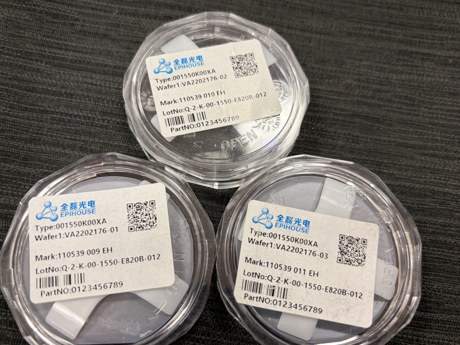 全磊光电
EPIHOUSE
Type:001550K00XA
Wafer1:VA2202176-02
Mark:110539 010 EH
LotNo:Q-2-K-00-1550-E820B-012
PartNO:0123456789
全磊光电
EPIHOUSE
Type:001550K00XA
Wafer1:VA2202176-01
Mark:110539 009 EH
LotNo:Q-2-K-00-1550-E820B-012
PartNO:0123456789
全磊光电
EPIHOUSE
Type:001550K00XA
Wafer1:VA2202176-03
Mark:110539 011 EH
LotNo:Q-2-K-00-1550-E820B-012
PartNO:0123456789